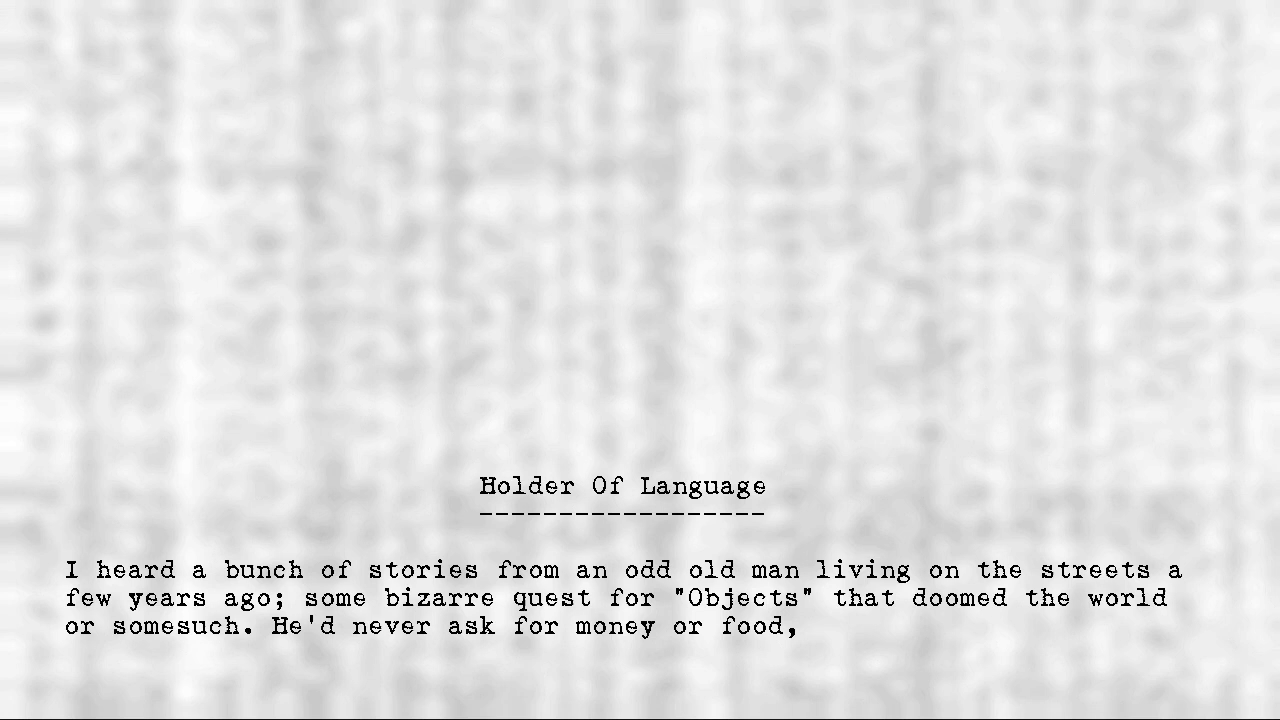 Holder Of Language
------------------
I heard a bunch of stories from an odd old man living on the streets a
few years ago; some bizarre quest for "Objects" that doomed the world
or somesuch. He'd never ask for money or food,